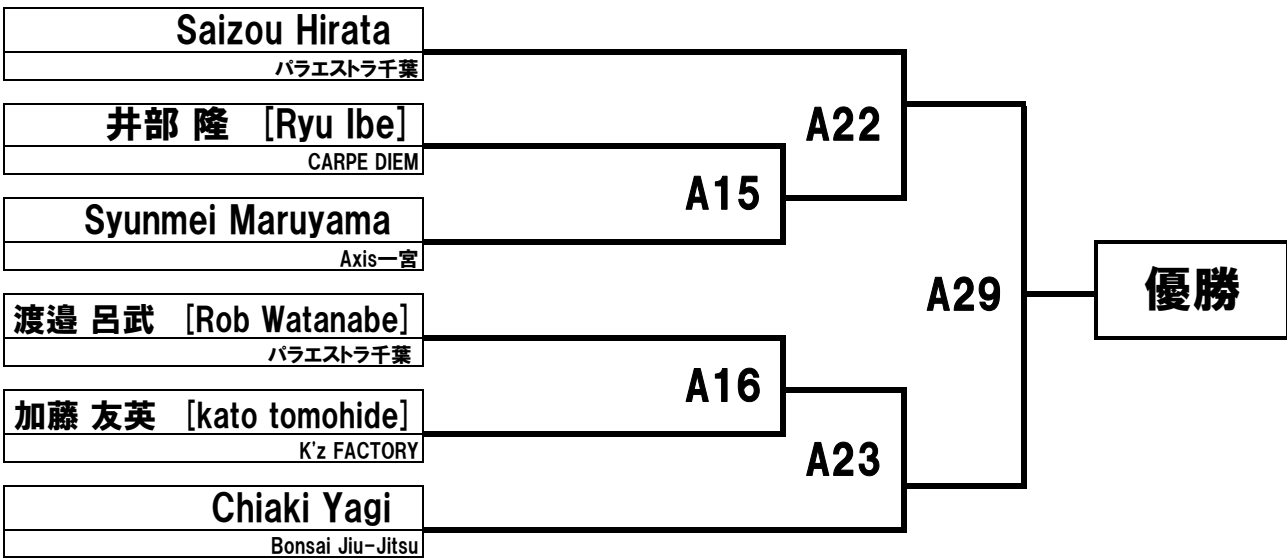 Saizou Hirata
パラエストラ千葉
井部 隆 [Ryu Ibe]
CARPE DIEM
A22
A15
Syunmei Maruyama
Axis一宮
A29
優勝
渡邉 呂武 [Rob Watanabe]
パラエストラ千葉
A16
加藤 友英 [kato tomohide]
K'z FACTORY
A23
Chiaki Yagi
Bonsai Jiu-Jitsu